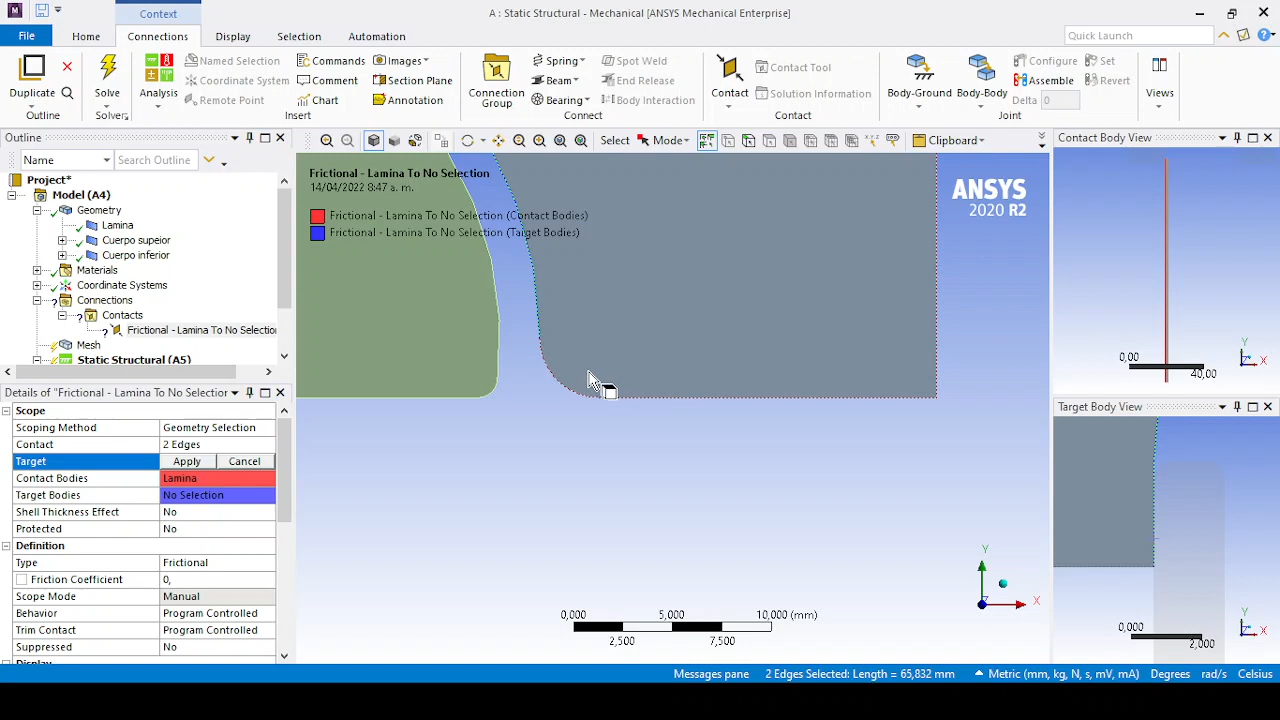 A : Static Structural - Mechanical [ANSYS Mechanical Enterprise]
Context
File Home Connections Display Selection Automation
Quick Launch
Duplicate
Outline
Solve
Solvers
Analysis
Named Selection
Coordinate System
Remote Point
Commands
Comment
Chart
Images
Section Plane
Annotation
Insert
Connection Group
Spring
Beam
Bearing
Spot Weld
End Release
Body Interaction
Connect
Contact
Contact Tool
Solution Information
Contact
Body-Ground
Body-Body
Configure
Assemble
Delta 0
Set
Revert
Joint
Views
Outline
Name
Search Outline
Select Mode
Clipboard
Contact Body View
Project*
Model (A4)
Geometry
Lamina
Cuerpo supeior
Cuerpo inferior
Materials
Coordinate Systems
Connections
Contacts
Frictional - Lamina To No Selectio
Mesh
Static Structural (A5)
Frictional - Lamina To No Selection
14/04/2022 8:47 a. m.
Frictional - Lamina To No Selection (Contact Bodies)
Frictional - Lamina To No Selection (Target Bodies)
ANSYS
2020 R2
0,00
40,00
Y
X
Target Body View
Details of "Frictional - Lamina To No Selection
Scope
Scoping Method Geometry Selection
Contact 2 Edges
Target Apply Cancel
Contact Bodies Lamina
Target Bodies No Selection
Shell Thickness Effect No
Protected No
Definition
Type Frictional
Friction Coefficient 0,
Scope Mode Manual
Behavior Program Controlled
Trim Contact Program Controlled
Suppressed No
Display
Y
Z
X
0,000 5,000 10,000 (mm)
2,500 7,500
0,000
2,000
Y
X
Messages pane 2 Edges Selected: Length = 65,832 mm Metric (mm, kg, N, s, mV, mA) Degrees rad/s Celsius